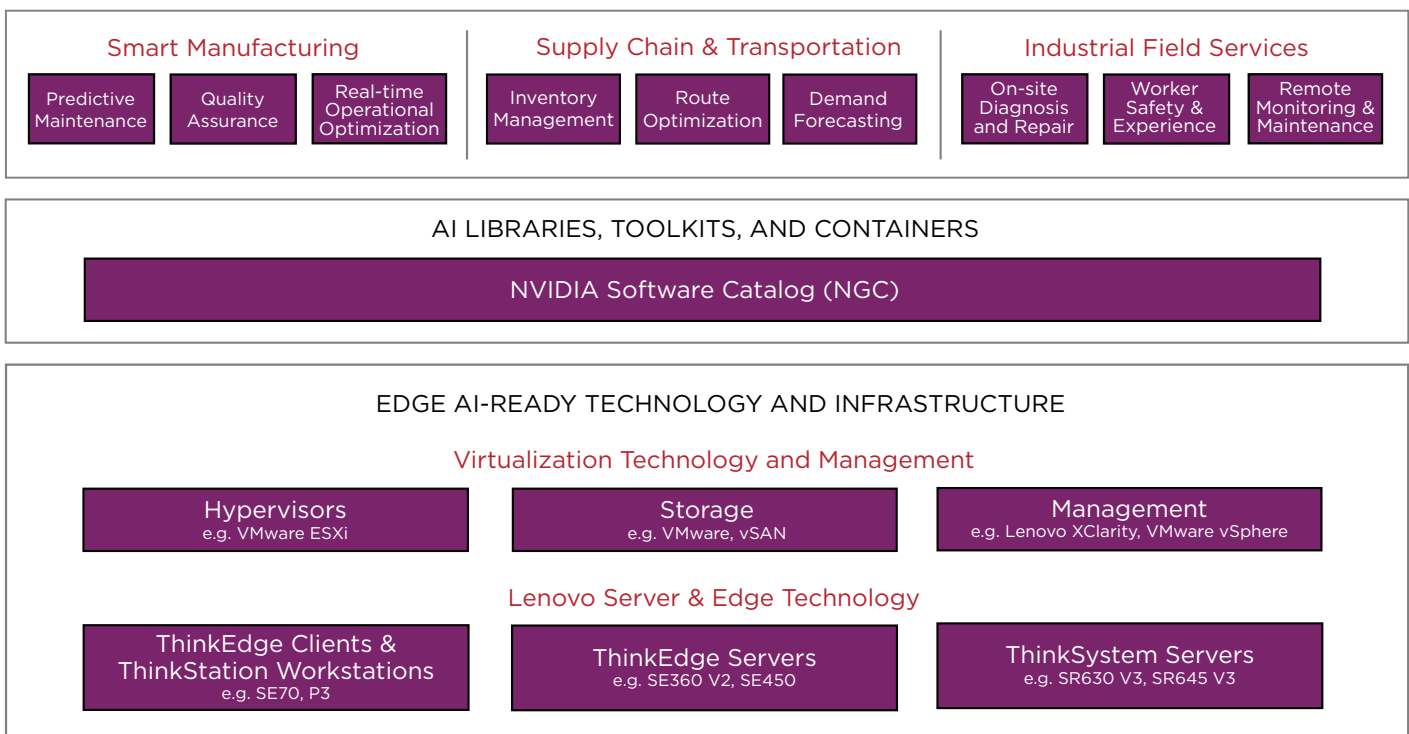 Smart Manufacturing
Predictive
Maintenance
Quality
Assurance
Real-time
Operational
Optimization
Supply Chain & Transportation
Inventory
Management
Route
Optimization
Demand
Forecasting
Industrial Field Services
On-site
Diagnosis
and Repair
Worker
Safety &
Experience
Remote
Monitoring &
Maintenance
AI LIBRARIES, TOOLKITS, AND CONTAINERS
NVIDIA Software Catalog (NGC)
EDGE AI-READY TECHNOLOGY AND INFRASTRUCTURE
Virtualization Technology and Management
Hypervisors
e.g. VMware ESXi
Storage
e.g. VMware, vSAN
Management
e.g. Lenovo XClarity, VMware vSphere
Lenovo Server & Edge Technology
ThinkEdge Clients &
ThinkStation Workstations
e.g. SE70, P3
ThinkEdge Servers
e.g. SE360 V2, SE450
ThinkSystem Servers
e.g. SR630 V3, SR645 V3